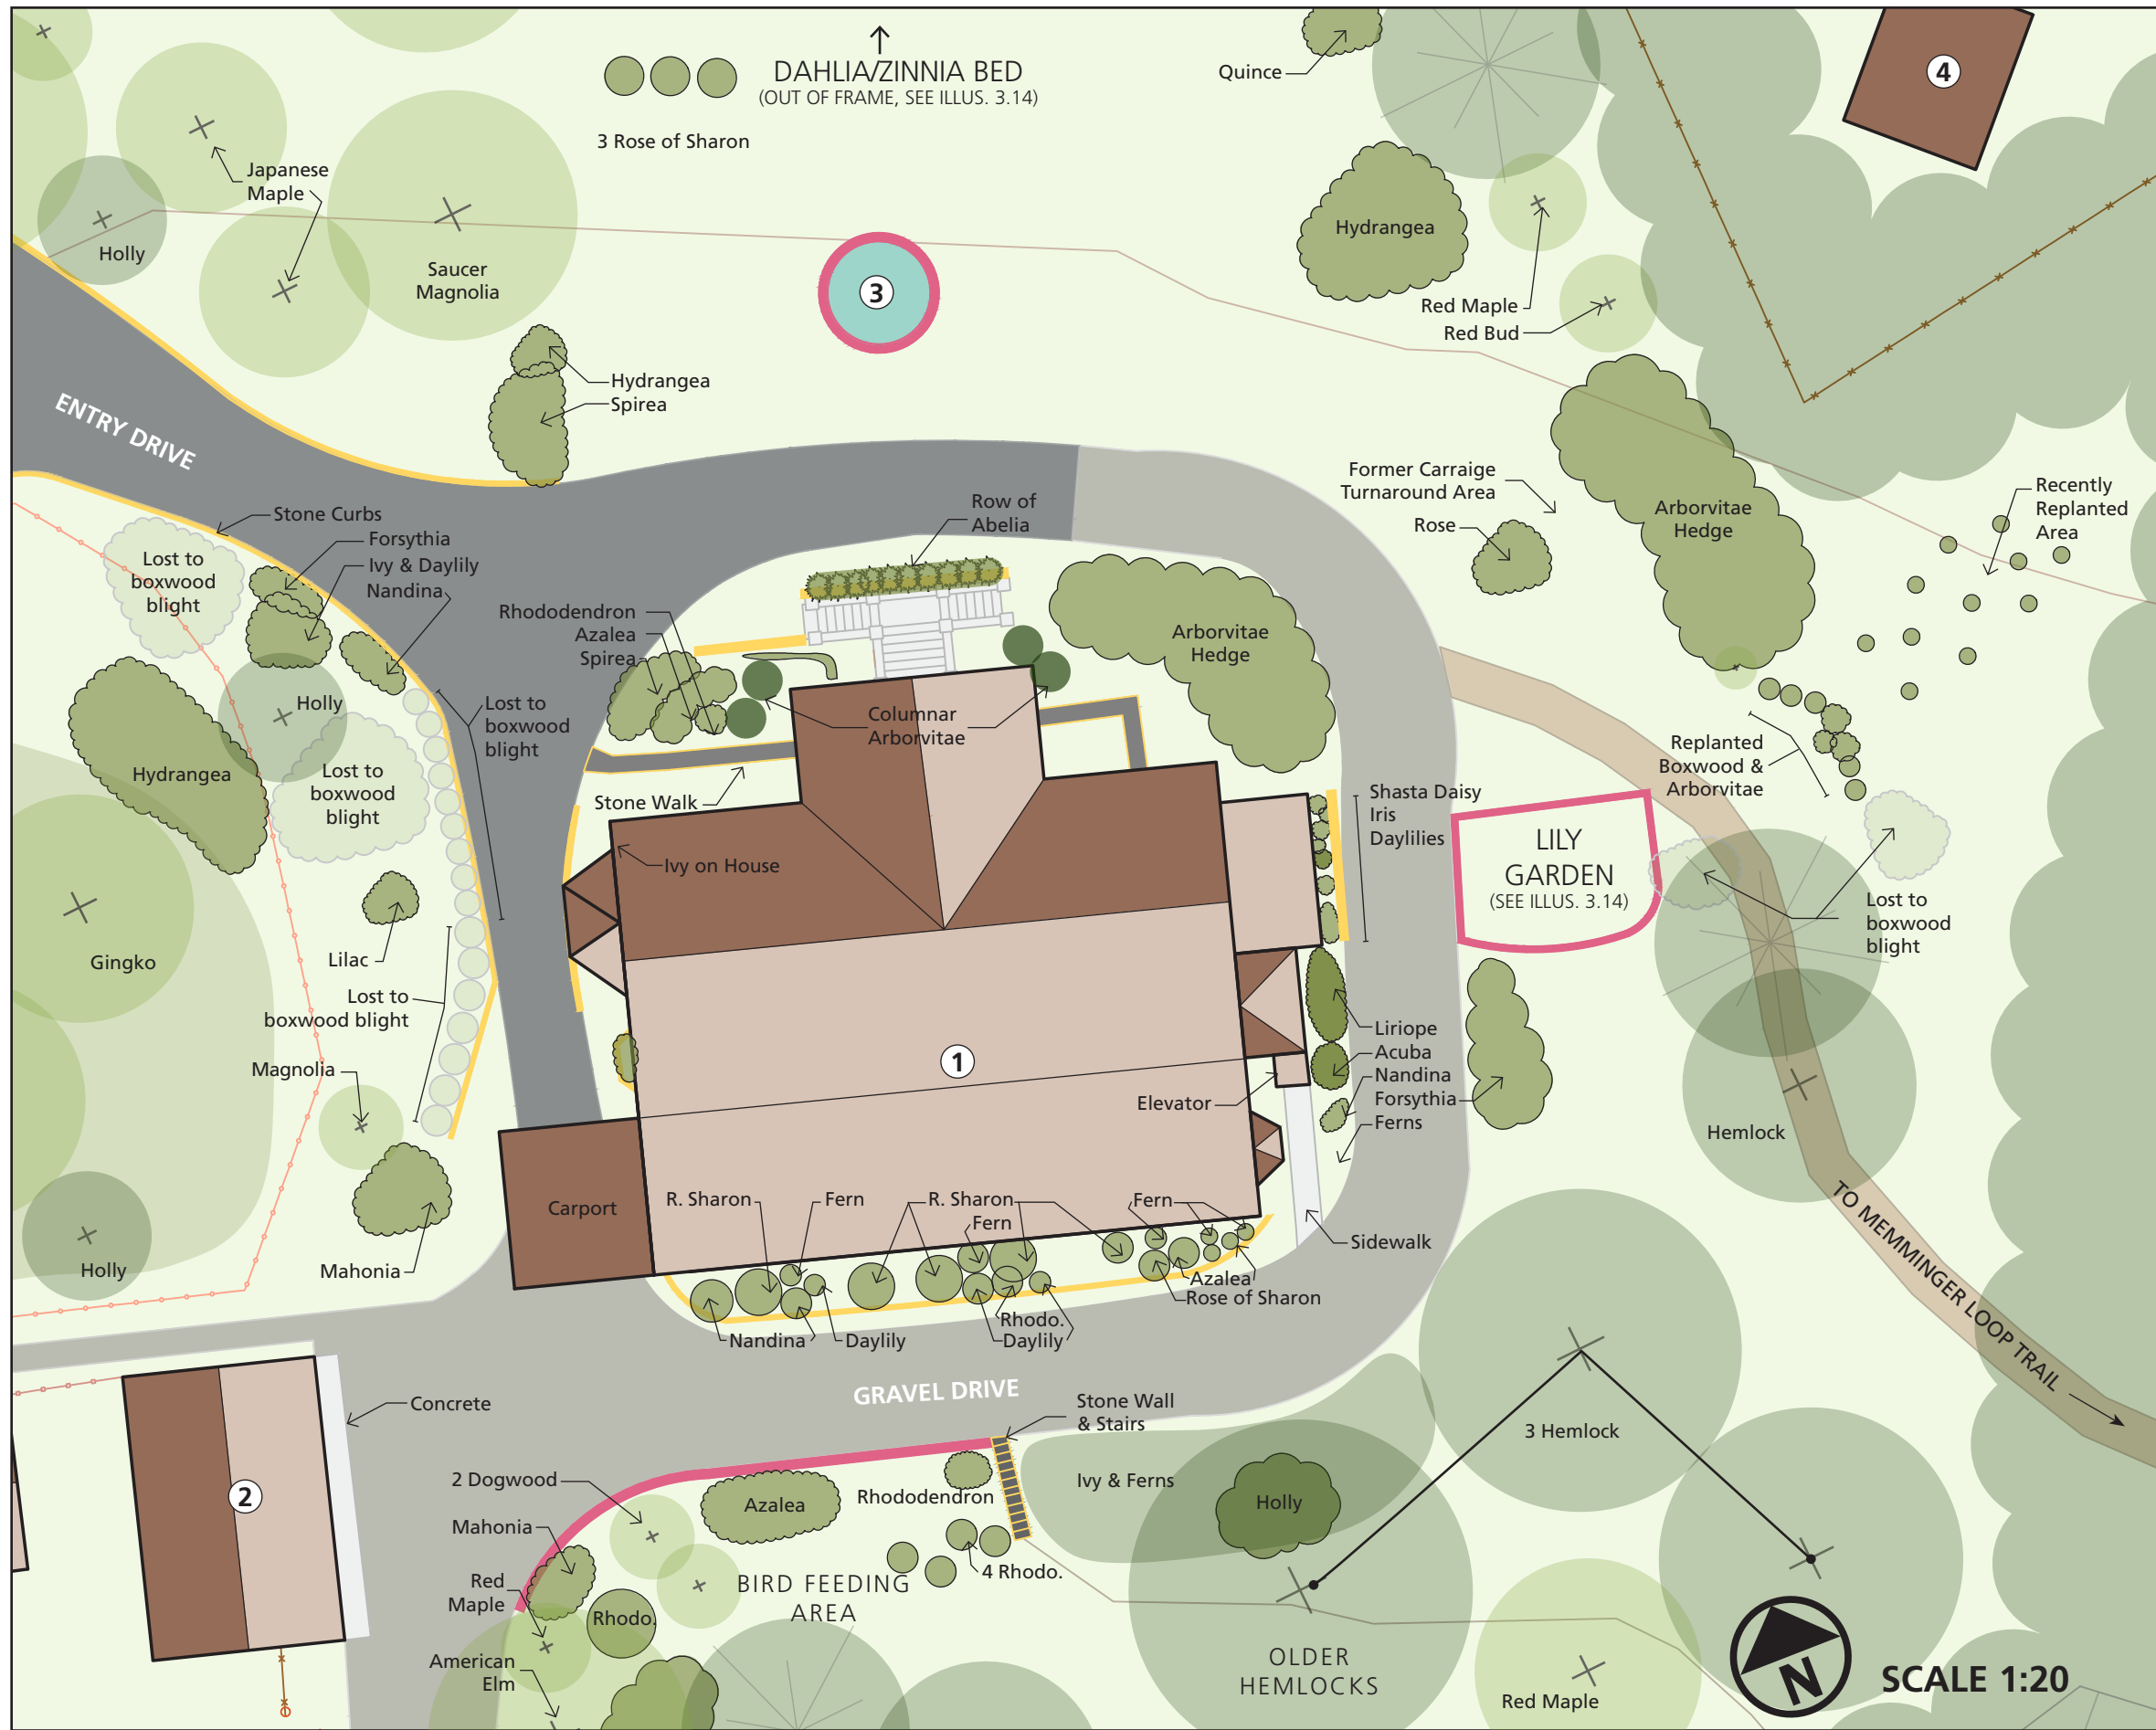 DAHLIA/ZINNIA BED
(OUT OF FRAME, SEE ILLUS. 3.14)
3 Rose of Sharon
Quince
4
Japanese
Maple
Holly
Saucer
Magnolia
3
Hydrangea
Red Maple
Red Bud
Hydrangea
Spirea
ENTRY DRIVE
Stone Curbs
Forsythia
Ivy & Daylily
Nandina
Lost to
boxwood
blight
Row of
Abelia
Former Carraige
Turnaround Area
Rose
Arborvitae
Hedge
Recently
Replanted
Area
Rhododendron
Azalea
Spirea
Arborvitae
Hedge
Holly
Lost to
boxwood
blight
Columnar
Arborvitae
Hydrangea
Lost to
boxwood
blight
Stone Walk
Replanted
Boxwood &
Arborvitae
Shasta Daisy
Iris
Daylilies
LILY
GARDEN
(SEE ILLUS. 3.14)
Ivy on House
Lost to
boxwood
blight
Gingko
Lilac
Lost to
boxwood blight
Magnolia
1
Liriope
Acuba
Nandina
Forsythia
Ferns
Elevator
Hemlock
Carport
R. Sharon
Fern
R. Sharon
Fern
Fern
Sidewalk
Holly
Mahonia
Azalea
Rose of Sharon
Nandina
Daylily
Rhodo.
Daylily
TO MEMMINGER LOOP TRAIL
GRAVEL DRIVE
Concrete
Stone Wall
& Stairs
3 Hemlock
2
2 Dogwood
Azalea
Rhododendron
Ivy & Ferns
Holly
Mahonia
4 Rhodo.
Red
Maple
Rhodo.
BIRD FEEDING
AREA
American
Elm
OLDER
HEMLOCKS
Red Maple
N
SCALE 1:20